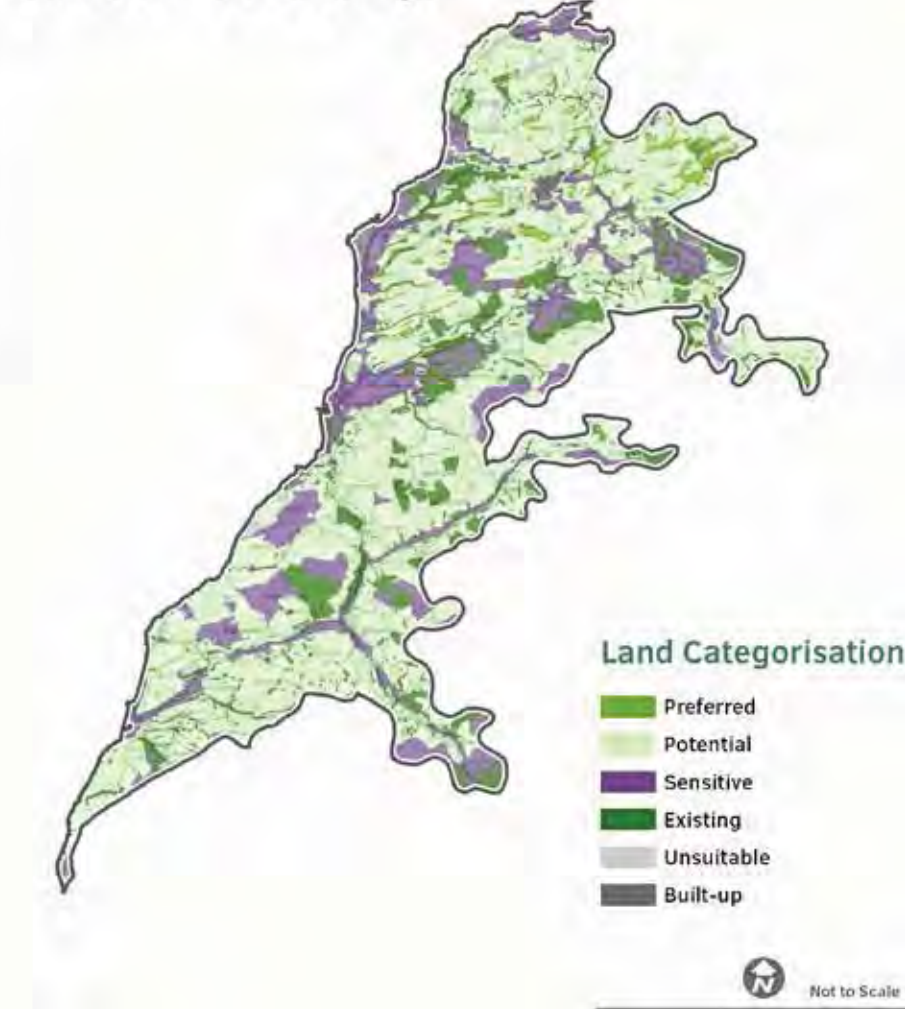 Land Categorisation
Preferred
Potential
Sensitive
Existing
Unsuitable
Built-up
N
Not to Scale